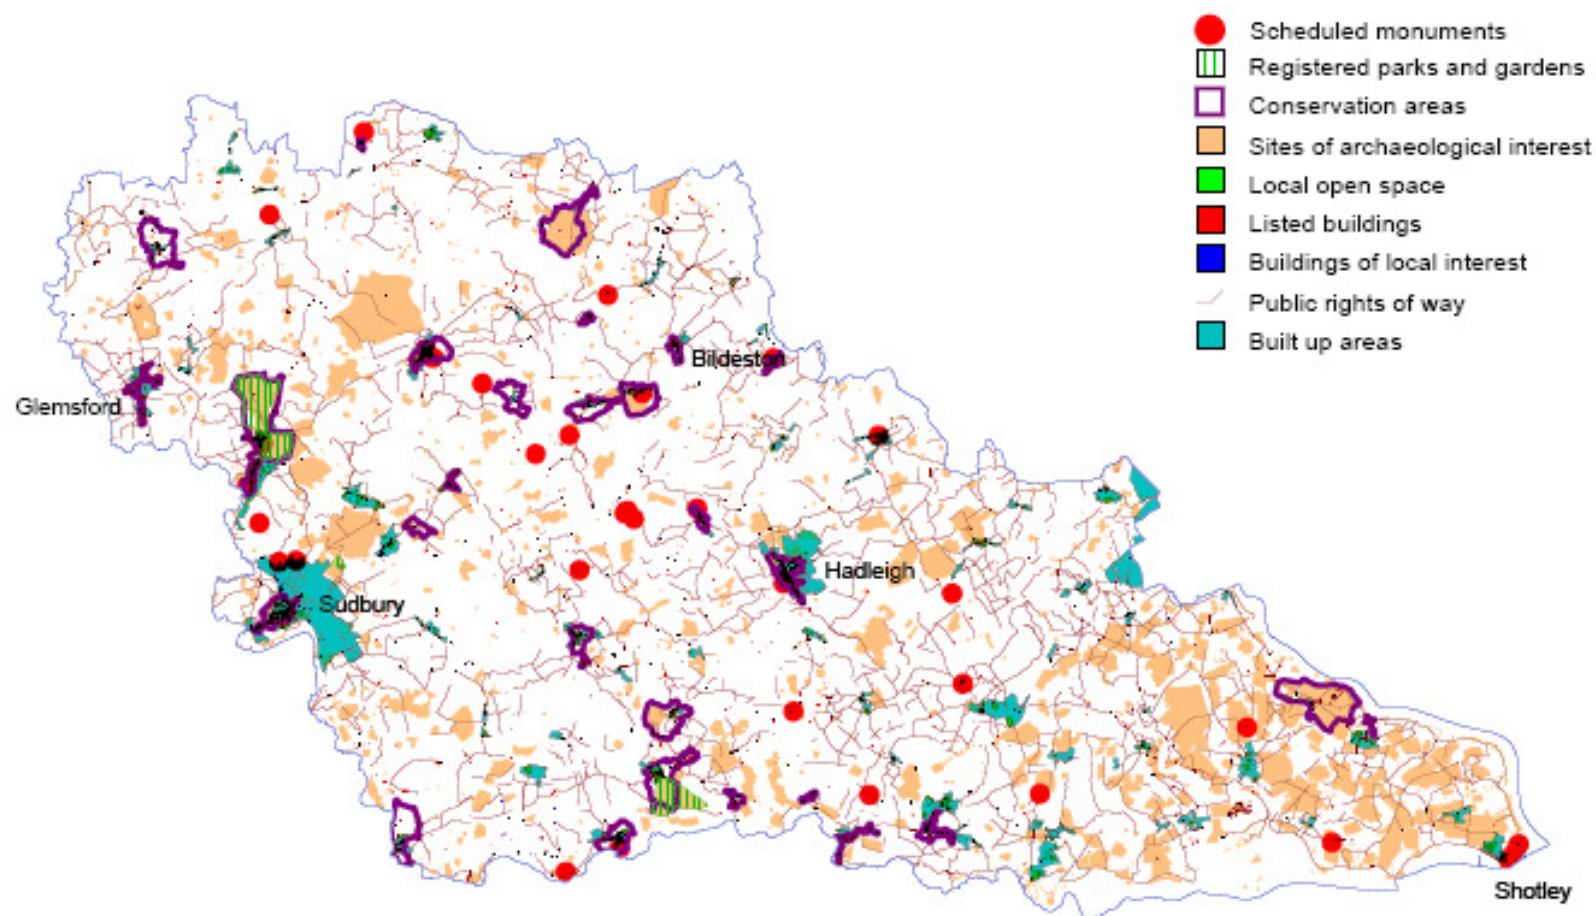 Scheduled monuments
Registered parks and gardens
Conservation areas
Sites of archaeological interest
Local open space
Listed buildings
Buildings of local interest
Public rights of way
Built up areas
Bildeston
Glemsford
Hadleigh
Sudbury
Shotley